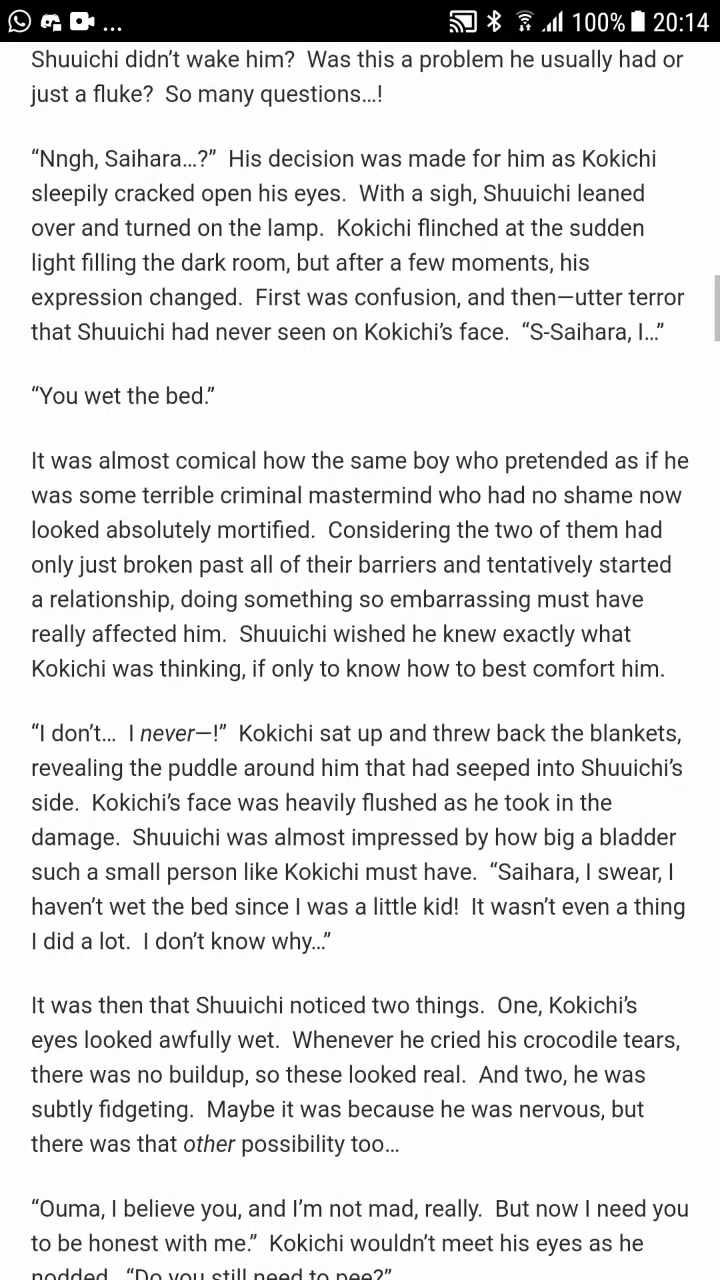 ... 100% 20:14
Shuuichi didn’t wake him?  Was this a problem he usually had or
just a fluke?  So many questions…!
“Nngh, Saihara…?”  His decision was made for him as Kokichi
sleepily cracked open his eyes.  With a sigh, Shuuichi leaned
over and turned on the lamp.  Kokichi flinched at the sudden
light filling the dark room, but after a few moments, his
expression changed.  First was confusion, and then—utter terror
that Shuuichi had never seen on Kokichi’s face.  “S-Saihara, I…”
“You wet the bed.”
It was almost comical how the same boy who pretended as if he
was some terrible criminal mastermind who had no shame now
looked absolutely mortified.  Considering the two of them had
only just broken past all of their barriers and tentatively started
a relationship, doing something so embarrassing must have
really affected him.  Shuuichi wished he knew exactly what
Kokichi was thinking, if only to know how to best comfort him.
“I don’t…  I never—!”  Kokichi sat up and threw back the blankets,
revealing the puddle around him that had seeped into Shuuichi’s
side.  Kokichi’s face was heavily flushed as he took in the
damage.  Shuuichi was almost impressed by how big a bladder
such a small person like Kokichi must have.  “Saihara, I swear, I
haven’t wet the bed since I was a little kid!  It wasn’t even a thing
I did a lot.  I don’t know why…”
It was then that Shuuichi noticed two things.  One, Kokichi’s
eyes looked awfully wet.  Whenever he cried his crocodile tears,
there was no buildup, so these looked real.  And two, he was
subtly fidgeting.  Maybe it was because he was nervous, but
there was that other possibility too…
“Ouma, I believe you, and I’m not mad, really.  But now I need you
to be honest with me.”  Kokichi wouldn’t meet his eyes as he
nodded.  “Do you still need to pee?”